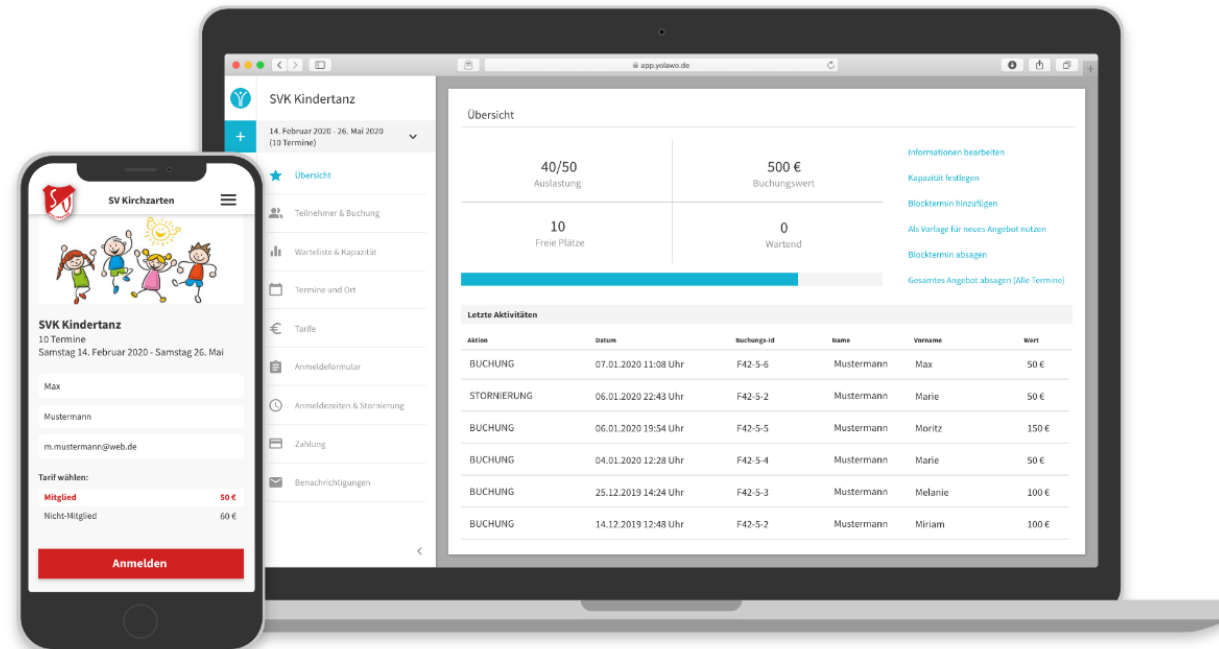 app.yolawo.de
SVK Kindertanz
14. Februar 2020 - 26. Mai 2020
(10 Termine)
Übersicht
Teilnehmer & Buchung
Warteliste & Kapazität
Termine und Ort
Tarife
Anmeldeformular
Anmeldezeiten & Stornierung
Zahlung
Benachrichtigungen
Übersicht
40/50
Auslastung
500 €
Buchungswert
10
Freie Plätze
0
Wartend
Informationen bearbeiten
Kapazität festlegen
Blocktermin hinzufügen
Als Vorlage für neues Angebot nutzen
Blocktermin absagen
Gesamtes Angebot absagen (Alle Termine)
Letzte Aktivitäten
Aktion Datum Buchungs-Id Name Vorname Wert
BUCHUNG 07.01.2020 11:08 Uhr F42-5-6 Mustermann Max 50 €
STORNIERUNG 06.01.2020 22:43 Uhr F42-5-2 Mustermann Marie 50 €
BUCHUNG 06.01.2020 19:54 Uhr F42-5-5 Mustermann Moritz 150 €
BUCHUNG 04.01.2020 12:28 Uhr F42-5-4 Mustermann Marie 50 €
BUCHUNG 25.12.2019 14:24 Uhr F42-5-3 Mustermann Melanie 100 €
BUCHUNG 14.12.2019 12:48 Uhr F42-5-2 Mustermann Miriam 100 €
SV
SV Kirchzarten
SVK Kindertanz
10 Termine
Samstag 14. Februar 2020 - Samstag 26. Mai
Max
Mustermann
m.mustermann@web.de
Tarif wählen:
Mitglied 50 €
Nicht-Mitglied 60 €
Anmelden